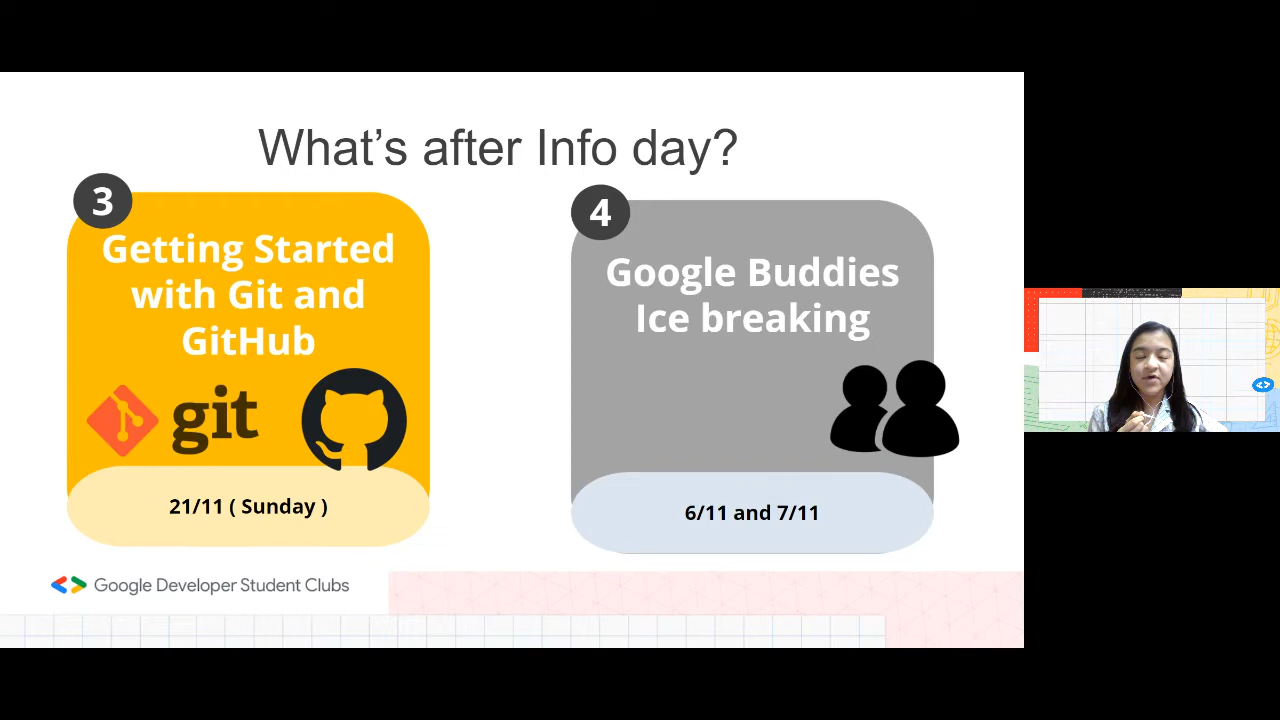 What's after Info day?
3
Getting Started
with Git and
GitHub
git
21/11 ( Sunday )
4
Google Buddies
Ice breaking
6/11 and 7/11
Google Developer Student Clubs